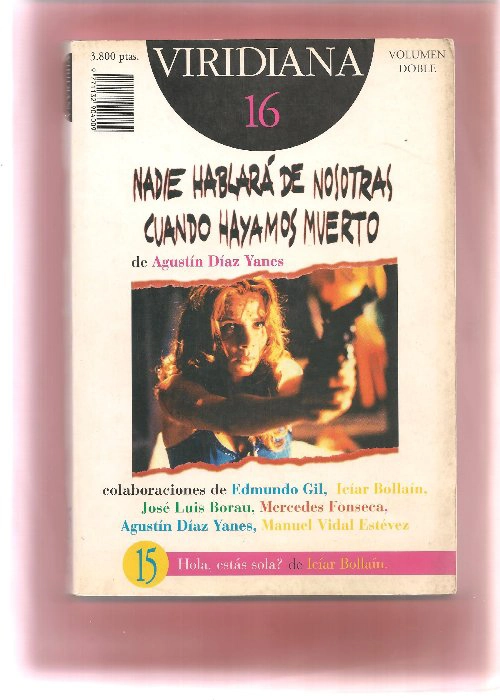 3.800 ptas.
VIRIDIANA
VOLUMEN
DOBLE
16
NADIE HABLARÁ DE NOSOTRAS
CUANDO HAYAMOS MUERTO
de Agustín Díaz Yanes
colaboraciones de Edmundo Gil, Icíar Bollaín,
José Luis Borau, Mercedes Fonseca,
Agustín Díaz Yanes, Manuel Vidal Estévez
15 Hola, estás sola? de Icíar Bollaín.